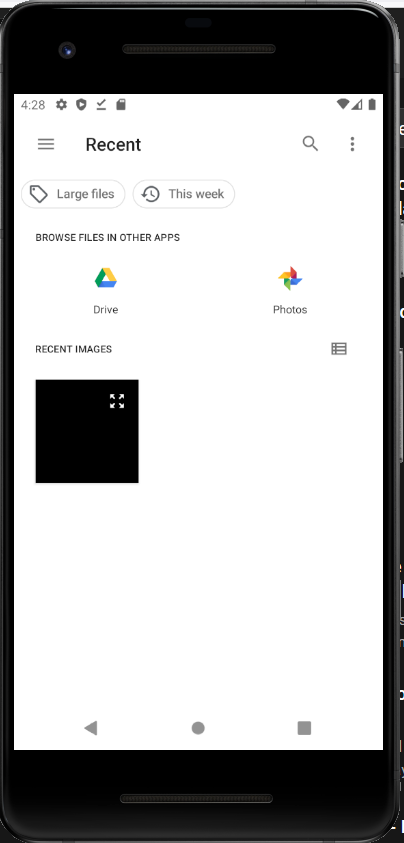 4:28
Recent
Large files
This week
BROWSE FILES IN OTHER APPS
Drive
Photos
RECENT IMAGES